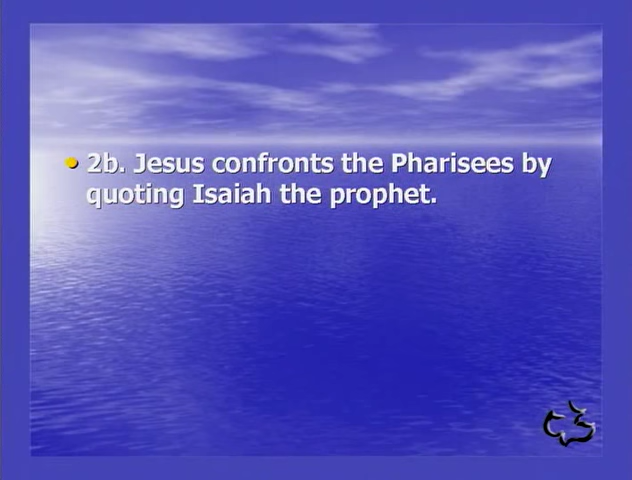 • 2b. Jesus confronts the Pharisees by
quoting Isaiah the prophet.